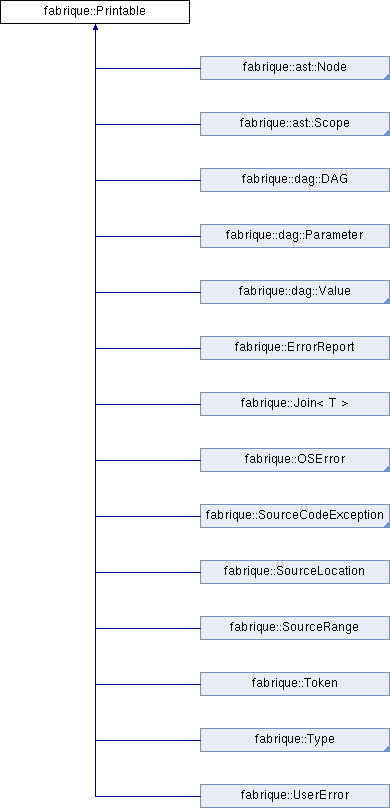 fabrique::Printable
fabrique::ast::Node
fabrique::ast::Scope
fabrique::dag::DAG
fabrique::dag::Parameter
fabrique::dag::Value
fabrique::ErrorReport
fabrique::Join< T >
fabrique::OSError
fabrique::SourceCodeException
fabrique::SourceLocation
fabrique::SourceRange
fabrique::Token
fabrique::Type
fabrique::UserError